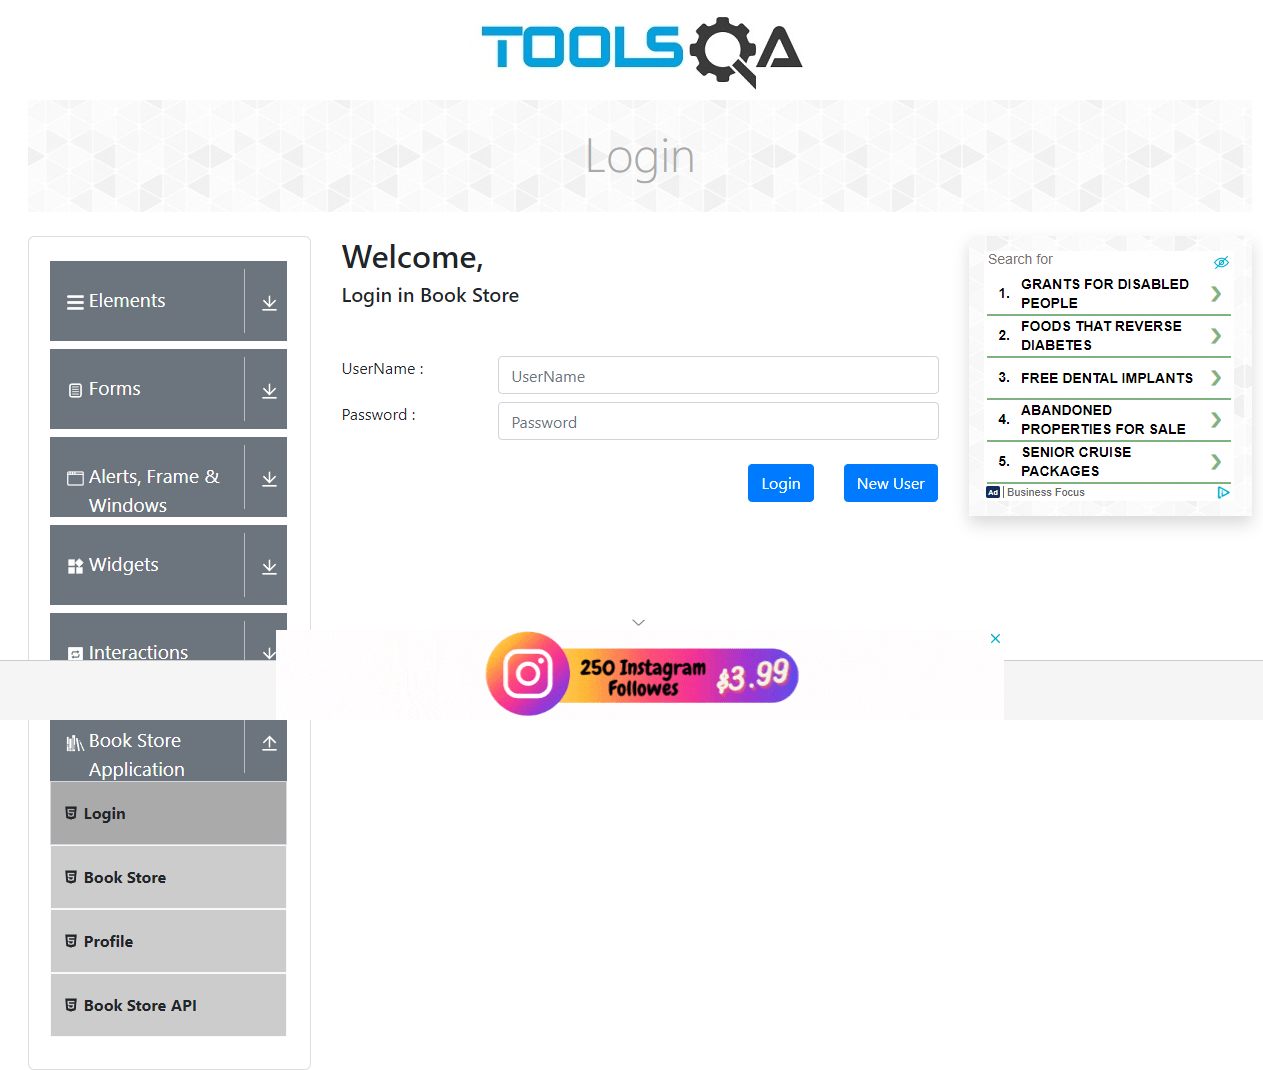 TOOLSQA
Login
Elements
Forms
Alerts, Frame &
Windows
Widgets
Interactions
Book Store
Application
Login
Book Store
Profile
Book Store API
Welcome,
Login in Book Store
UserName :
UserName
Password :
Password
Login
New User
Search for
1. GRANTS FOR DISABLED
PEOPLE
2. FOODS THAT REVERSE
DIABETES
3. FREE DENTAL IMPLANTS
4. ABANDONED
PROPERTIES FOR SALE
5. SENIOR CRUISE
PACKAGES
Ad | Business Focus
250 Instagram
Followes
$3.99